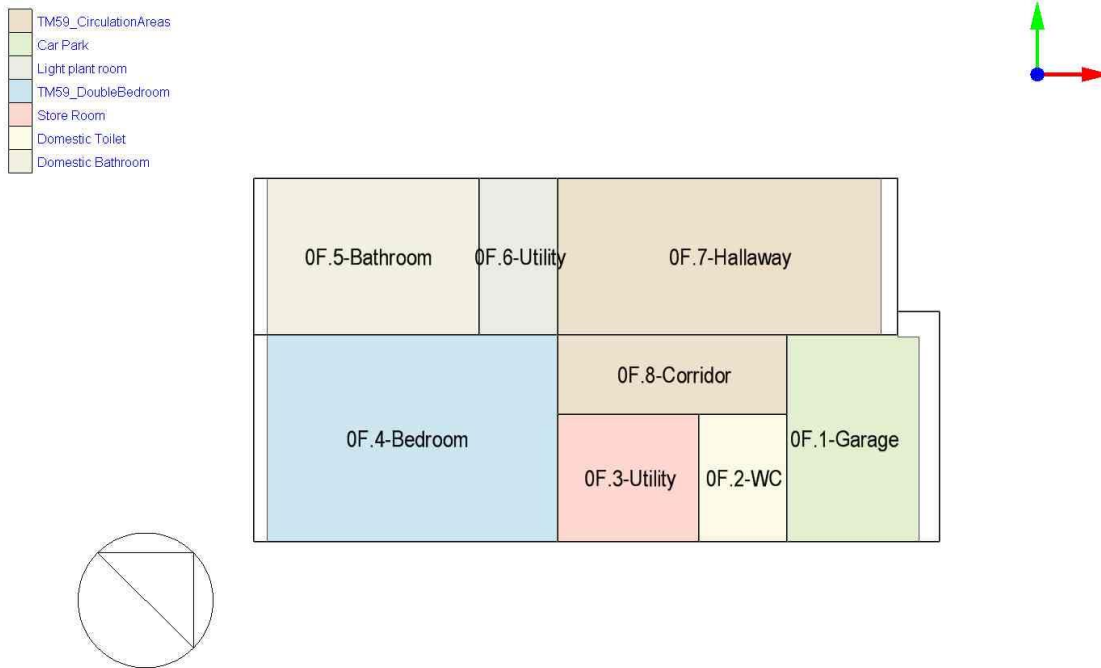 TM59_CirculationAreas
Car Park
Light plant room
TM59_DoubleBedroom
Store Room
Domestic Toilet
Domestic Bathroom
0F.5-Bathroom
0F.6-Utility
0F.7-Hallaway
0F.8-Corridor
0F.4-Bedroom
0F.1-Garage
0F.3-Utility
0F.2-WC